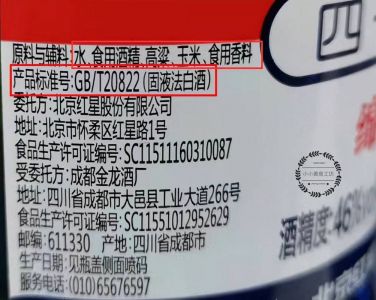 四
原料与辅料:水、食用酒精、高粱、玉米、食用香料
产品标准号:GB/T20822(固液法白酒)
委托方:北京红星股份有限公司
地址:北京市怀柔区红星路1号
食品生产许可证编号:SC11511160310087
受委托方:成都金龙酒厂
地址:四川省成都市大邑县工业大道266号
食品生产许可证编号:SC15510012952629
邮编:611330 产地:四川省成都市
生产日期:见瓶盖侧面喷码
服务电话:(010)65676597
酒精度:46%